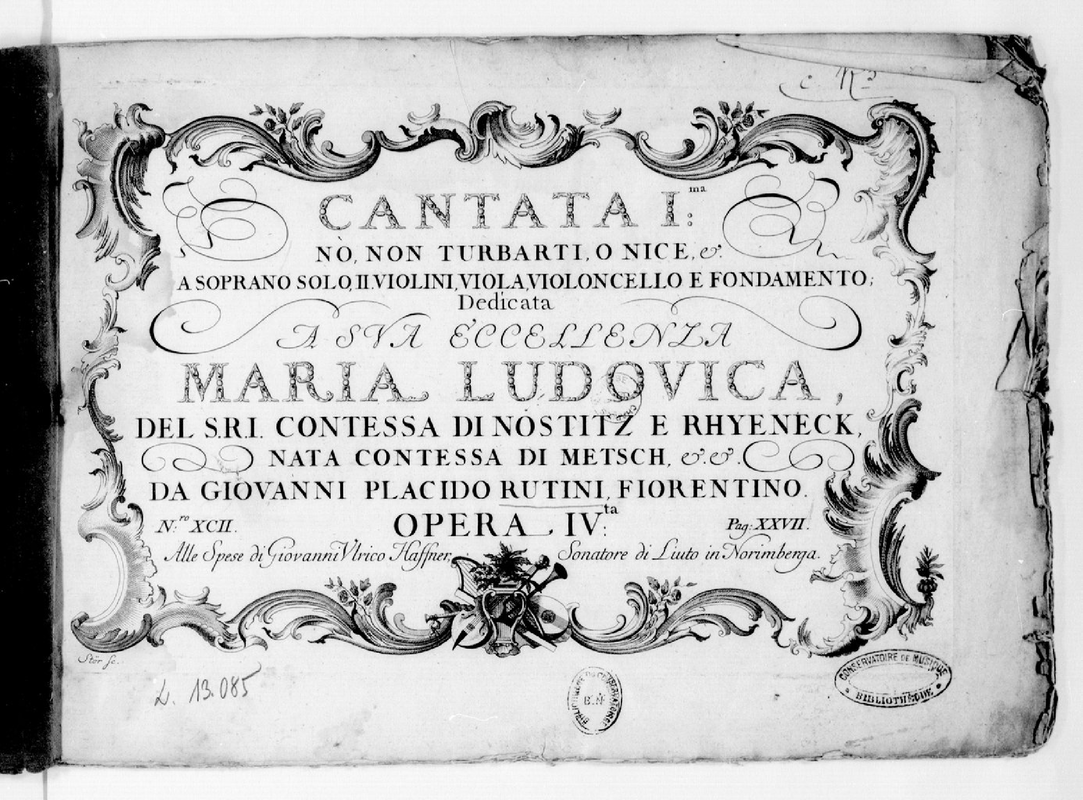 CANTATA I:ma
NÒ, NON TURBARTI, O NICE, &.
A SOPRANO SOLO, II. VIOLINI, VIOLA, VIOLONCELLO E FONDAMENTO;
Dedicata
A SVA ECCELLENZA
MARIA LUDOVICA,
DEL S.R.I. CONTESSA DI NOSTITZ E RHYENECK,
NATA CONTESSA DI METSCH, &. &.
DA GIOVANNI PLACIDO RUTINI, FIORENTINO.
N.ro XCII. OPERA IV:ta Pag: XXVII.
Alle Spese di Giovanni Vlrico Haffner, Sonatore di Liuto in Norimberga.
Stör sc.
L. 13.085
B.N.
CONSERVATOIRE DE MUSIQUE
BIBLIOTHÈQUE